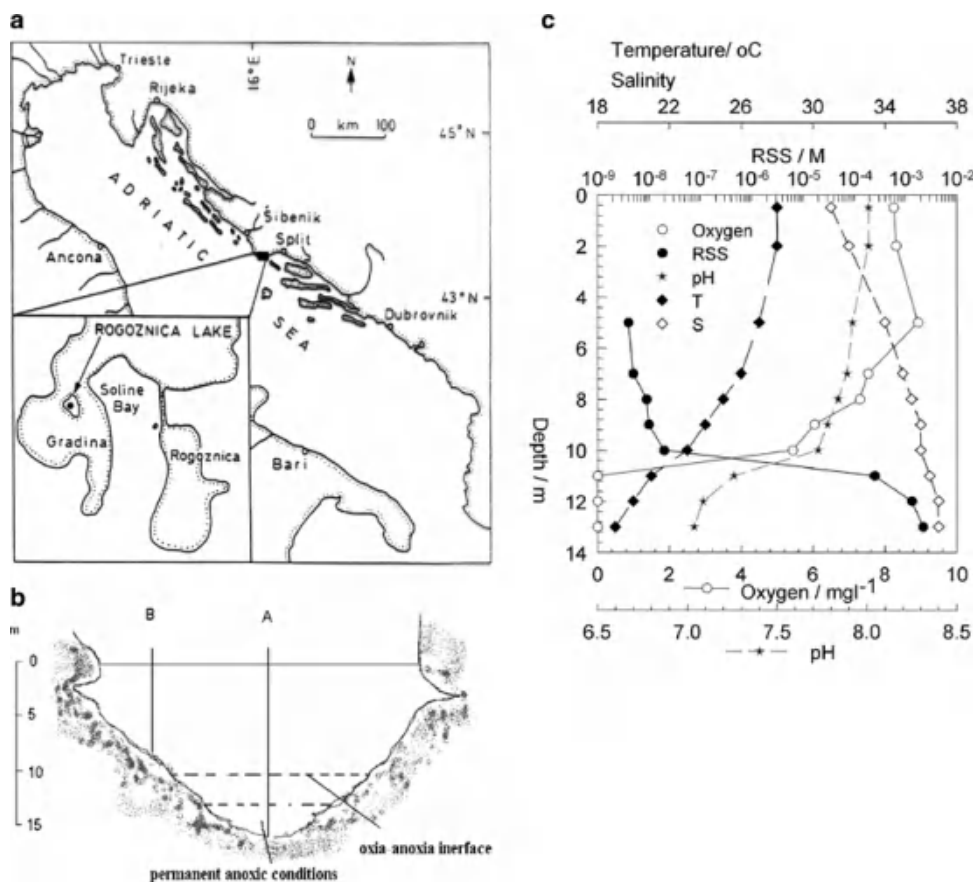 a
Trieste
Rijeka
16°E
N
0 km 100
45°N
ADRIATIC
SEA
Šibenik
Split
Ancona
43°N
Dubrovnik
ROGOZNICA LAKE
Soline
Bay
Gradina
Rogoznica
Bari
b
B
A
m
0
5
10
15
oxia-anoxia inerface
permanent anoxic conditions
c
Temperature/ oC
Salinity
18 23 28 33 38
RSS / M
10-9 10-8 10-7 10-6 10-5 10-4 10-3 10-2
0
2
4
6
8
10
12
14
Depth / m
Oxygen
RSS
pH
T
S
0 2 4 6 8 10
Oxygen / mgl-1
6.5 7.0 7.5 8.0 8.5
pH